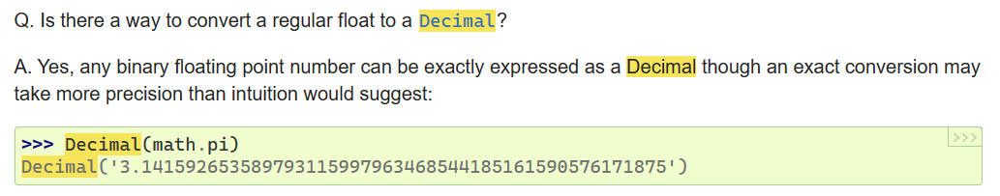 Q. Is there a way to convert a regular float to a Decimal?
A. Yes, any binary floating point number can be exactly expressed as a Decimal though an exact conversion may
take more precision than intuition would suggest:
>>> Decimal(math.pi)
>>>
Decimal('3.141592653589793115997963468544185161590576171875')